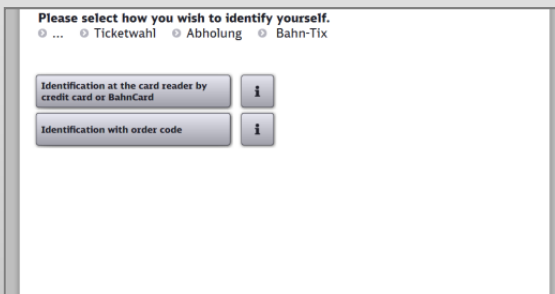 Please select how you wish to identify yourself.
... Ticketwahl Abholung Bahn-Tix
Identification at the card reader by
credit card or BahnCard
i
Identification with order code
i